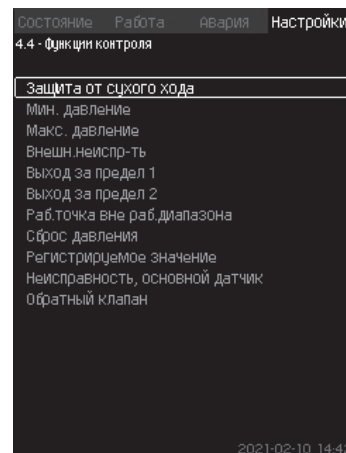 Состояние Работа Авария Настройки
4.4 - Функции контроля
Защита от сухого хода
Мин. давление
Макс. давление
Внешн.неиспр-ть
Выход за предел 1
Выход за предел 2
Раб.точка вне раб.диапазона
Сброс давления
Регистрируемое значение
Неисправность, основной датчик
Обратный клапан
2021-02-10 14:42